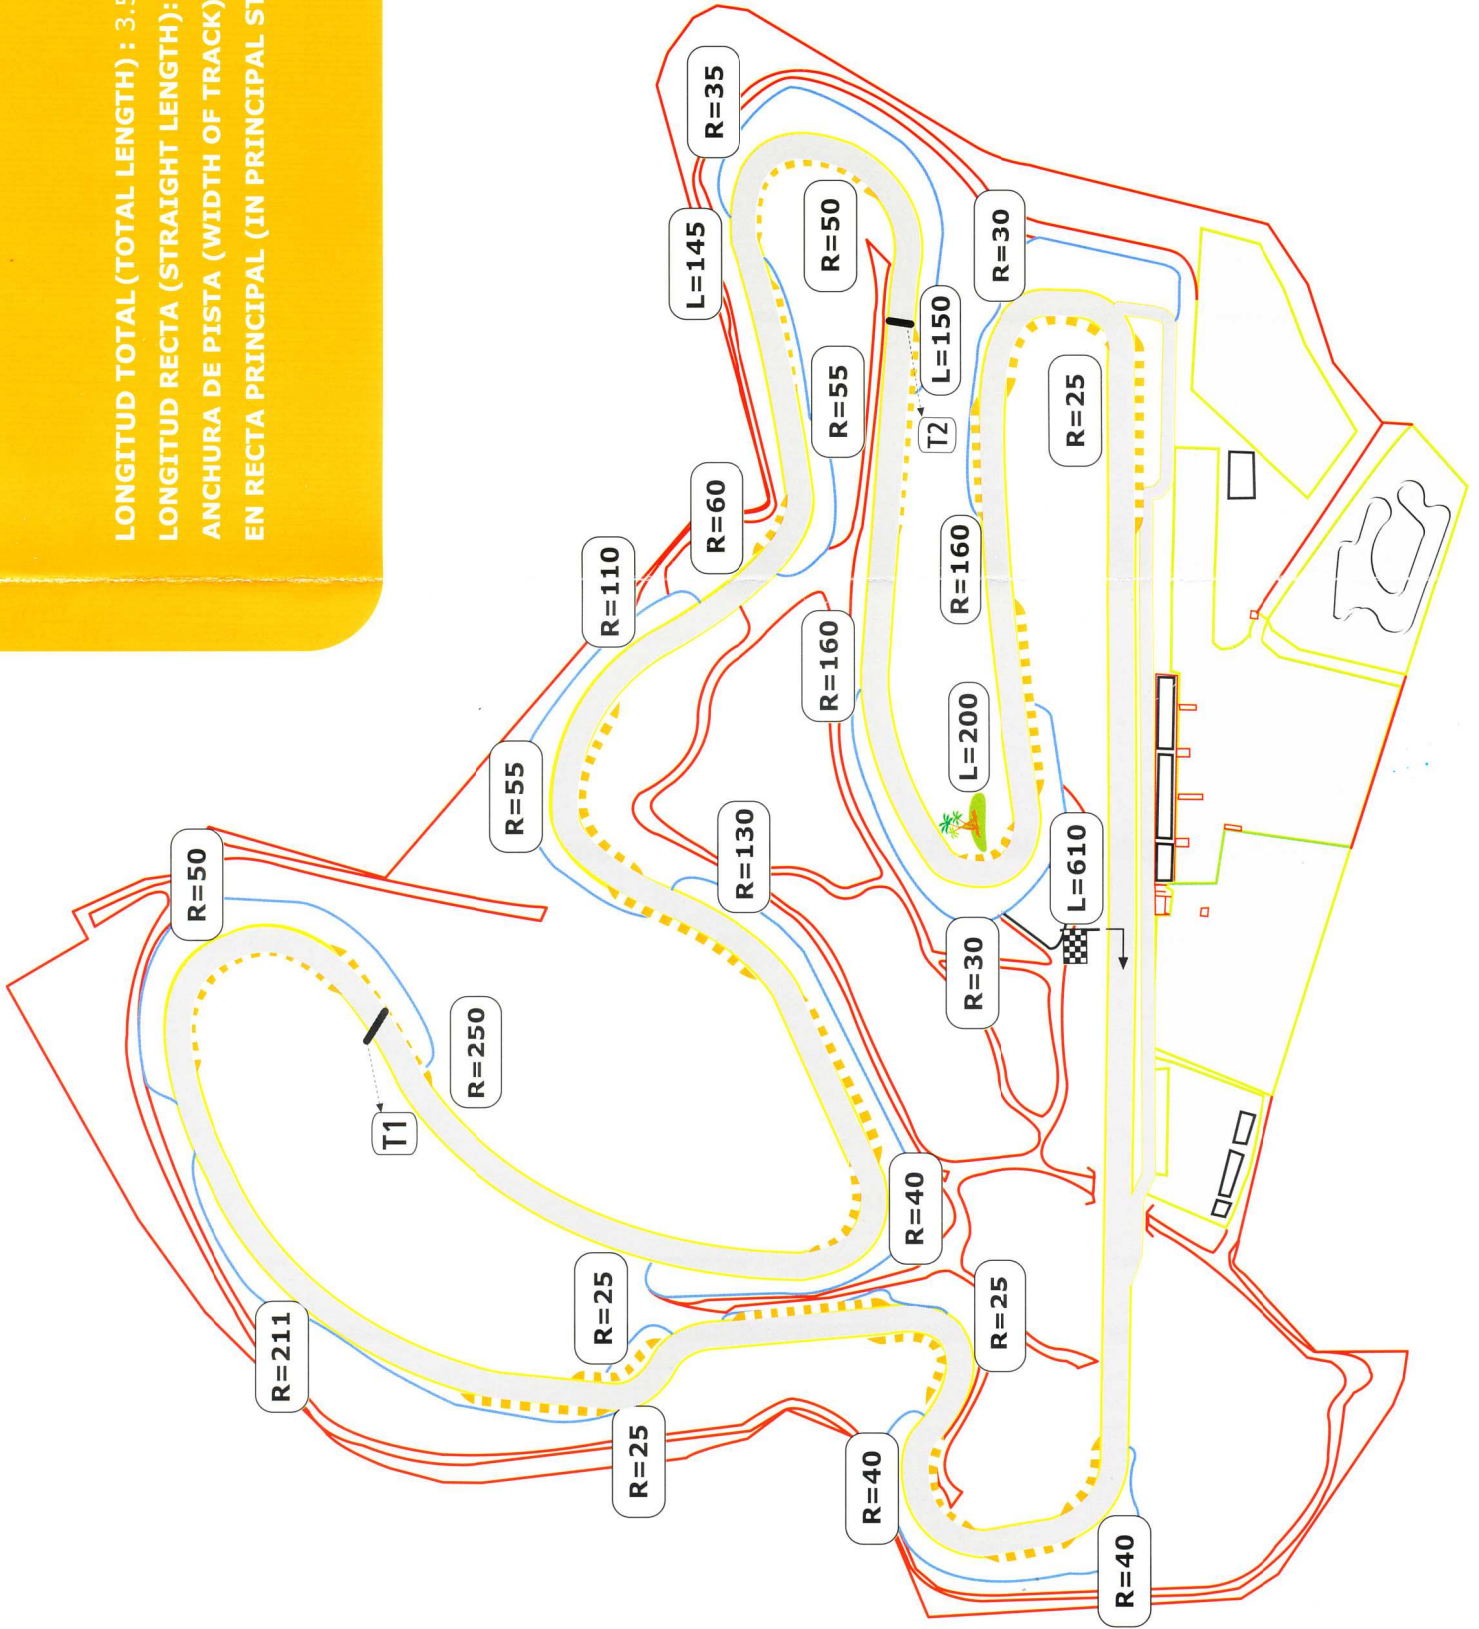 LONGITUD TOTAL (TOTAL LENGTH) : 3.5
LONGITUD RECTA (STRAIGHT LENGTH):
ANCHURA DE PISTA (WIDTH OF TRACK)
EN RECTA PRINCIPAL (IN PRINCIPAL ST
R=35
L=145
R=50
R=30
L=150
R=55
T2
R=25
R=60
R=110
R=160
R=160
L=200
R=55
R=130
L=610
R=50
R=30
R=250
T1
R=40
R=25
R=25
R=211
R=25
R=40
R=40